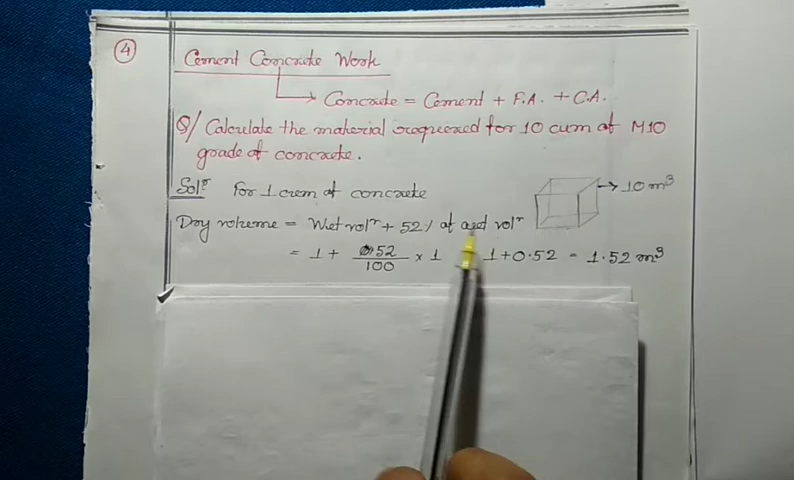 4
Cement Concrete Work
Concrete = Cement + F.A. + C.A.
Q/ Calculate the material required for 10 cum of M10
grade of concrete.
Solⁿ For 1 cum of concrete
10 m³
Dry volume = Wet volⁿ + 52% of wet volⁿ
= 1 + 52/100 × 1 1+0.52 = 1.52 m³